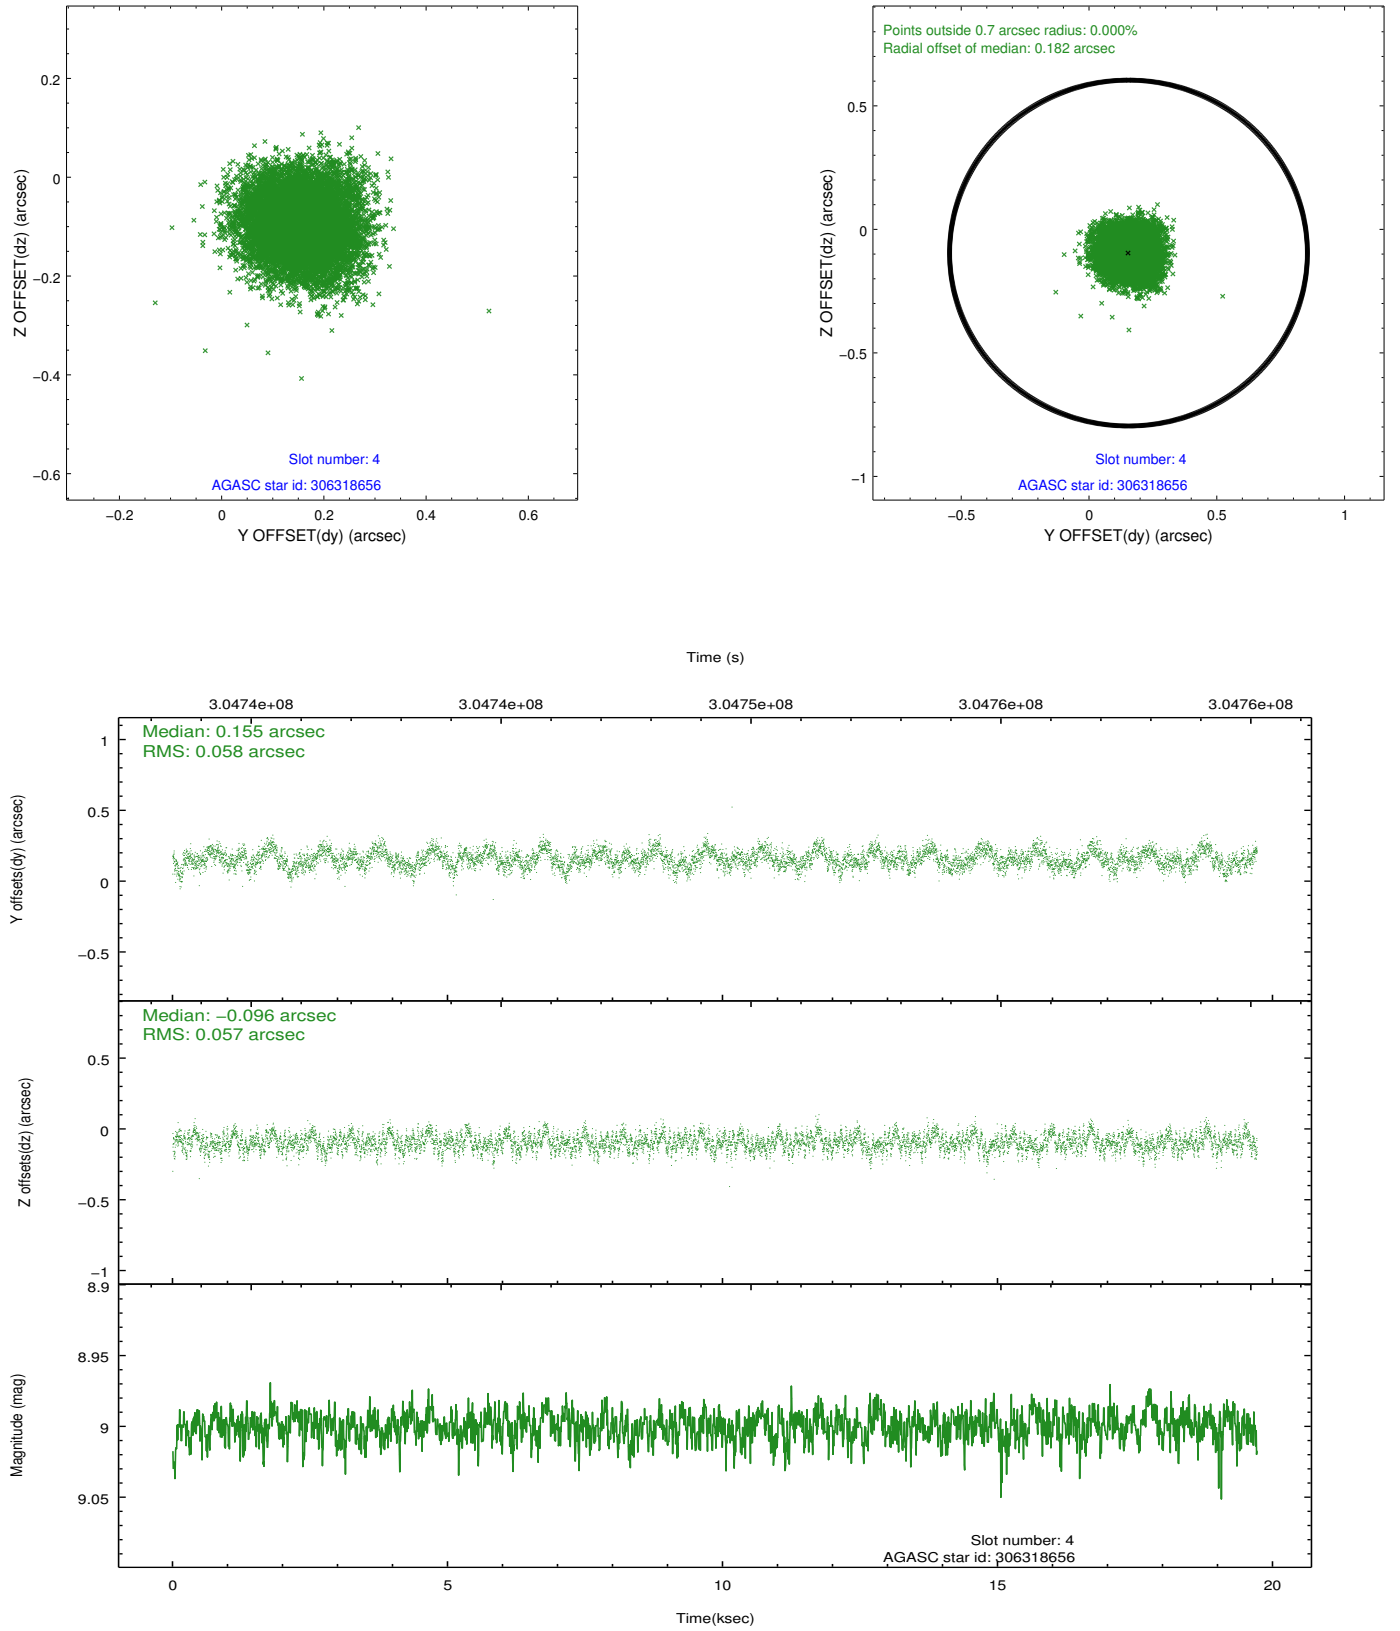 0.2
0
−0.2
−0.4
−0.6
Z OFFSET(dz) (arcsec)
Slot number: 4
AGASC star id: 306318656
−0.2
0
0.2
0.4
0.6
Y OFFSET(dy) (arcsec)
Points outside 0.7 arcsec radius: 0.000%
Radial offset of median: 0.182 arcsec
0.5
0
−0.5
−1
Z OFFSET(dz) (arcsec)
Slot number: 4
AGASC star id: 306318656
−0.5
0
0.5
1
Y OFFSET(dy) (arcsec)
Time (s)
3.0474e+08
3.0474e+08
3.0475e+08
3.0476e+08
3.0476e+08
Median: 0.155 arcsec
RMS: 0.058 arcsec
1
0.5
0
−0.5
Y offsets(dy) (arcsec)
Median: −0.096 arcsec
RMS: 0.057 arcsec
0.5
0
−0.5
−1
Z offsets(dz) (arcsec)
8.9
8.95
9
9.05
Magnitude (mag)
Slot number: 4
AGASC star id: 306318656
0
5
10
15
20
Time(ksec)